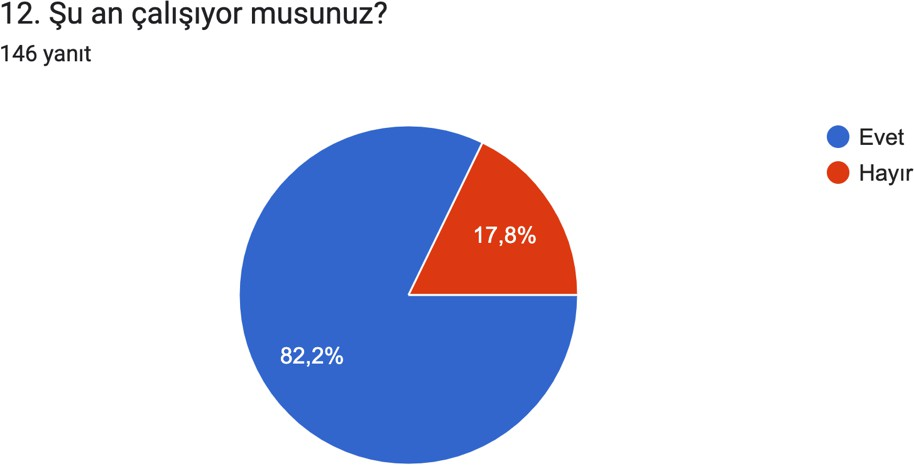 12. Şu an çalışıyor musunuz?
146 yanıt
Evet
Hayır
17,8%
82,2%